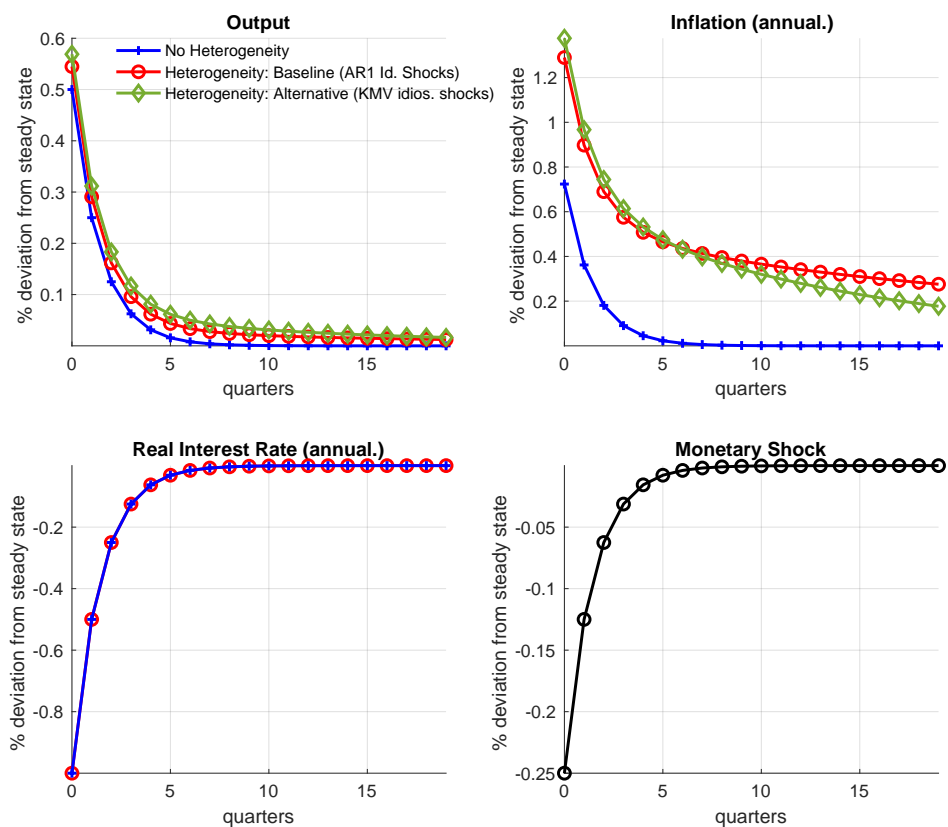 Output
% deviation from steady state
0.6
0.5
0.4
0.3
0.2
0.1
No Heterogeneity
Heterogeneity: Baseline (AR1 Id. Shocks)
Heterogeneity: Alternative (KMV idios. shocks)
0 5 10 15
quarters
Inflation (annual.)
% deviation from steady state
1.2
1
0.8
0.6
0.4
0.2
0 5 10 15
quarters
Real Interest Rate (annual.)
% deviation from steady state
-0.2
-0.4
-0.6
-0.8
0 5 10 15
quarters
Monetary Shock
% deviation from steady state
-0.05
-0.1
-0.15
-0.2
-0.25
0 5 10 15
quarters